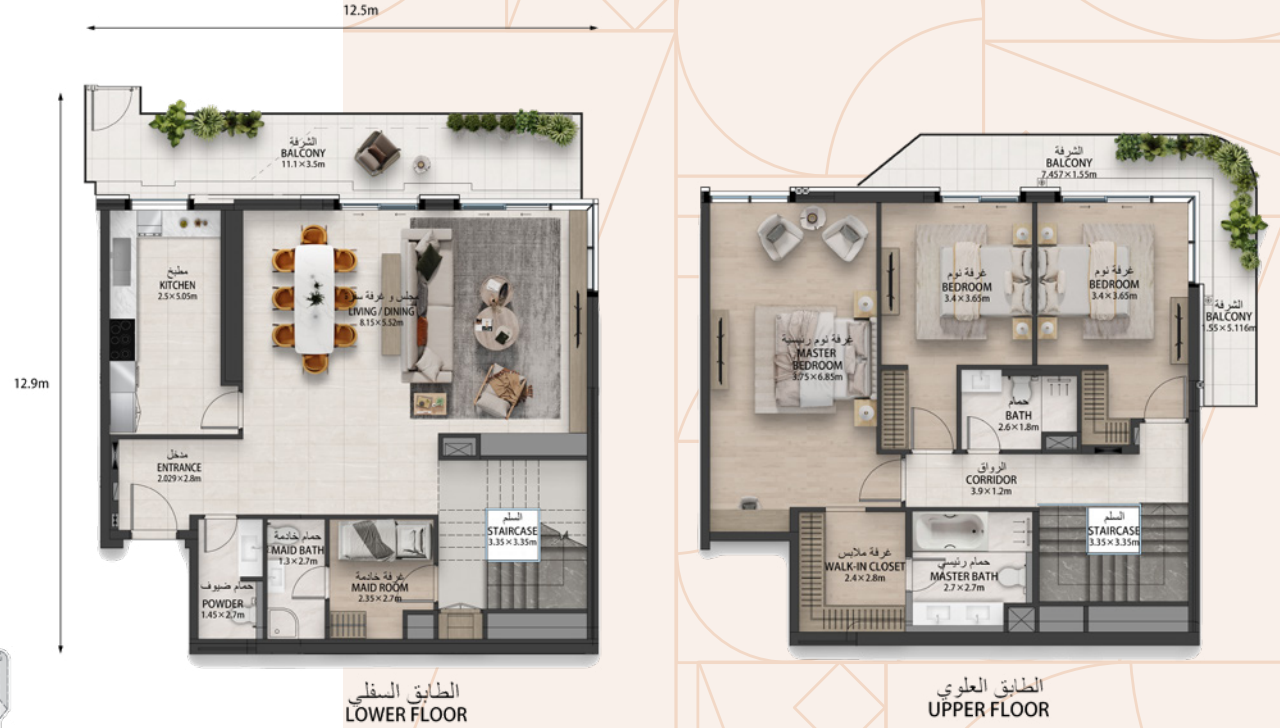 12.5m
12.9m
الشرفة
BALCONY
11.1×3.5m
مطبخ
KITCHEN
2.5×5.05m
مجلس و غرفة
LIVING / DINING
8.15×5.52m
مدخل
ENTRANCE
2.029×2.8m
السلم
STAIRCASE
3.35×3.35m
حمام خادمة
MAID BATH
1.3×2.7m
غرفة خادمة
MAID ROOM
2.35×2.7m
حمام ضيوف
POWDER
1.45×2.7m
الطابق السفلي
LOWER FLOOR
الشرفة
BALCONY
7.457×1.55m
غرفة نوم
BEDROOM
3.4×3.65m
غرفة نوم
BEDROOM
3.4×3.65m
الشرفة
BALCONY
1.55×5.116m
غرفة نوم رئيسية
MASTER
BEDROOM
3.75×6.85m
حمام
BATH
2.6×1.8m
الرواق
CORRIDOR
3.9×1.2m
السلم
STAIRCASE
3.35×3.35m
غرفة ملابس
WALK-IN CLOSET
2.4×2.8m
حمام رئيسي
MASTER BATH
2.7×2.7m
الطابق العلوي
UPPER FLOOR